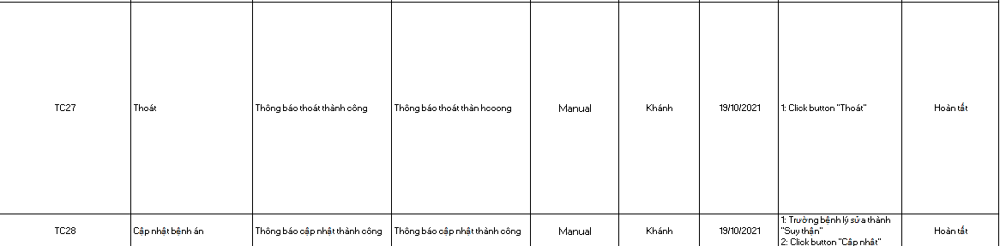 TC27 Thoát Thông báo thoát thành công Thông báo thoát thàn hcoong Manual Khánh 19/10/2021 1: Click button "Thoát" Hoàn tất
1: Trường bệnh lý sửa thành
TC28 Cập nhật bệnh án Thông báo cập nhật thành công Thông báo cập nhật thành công Manual Khánh 19/10/2021 "Suy thận" Hoàn tất
2: Click button "Cập nhật"